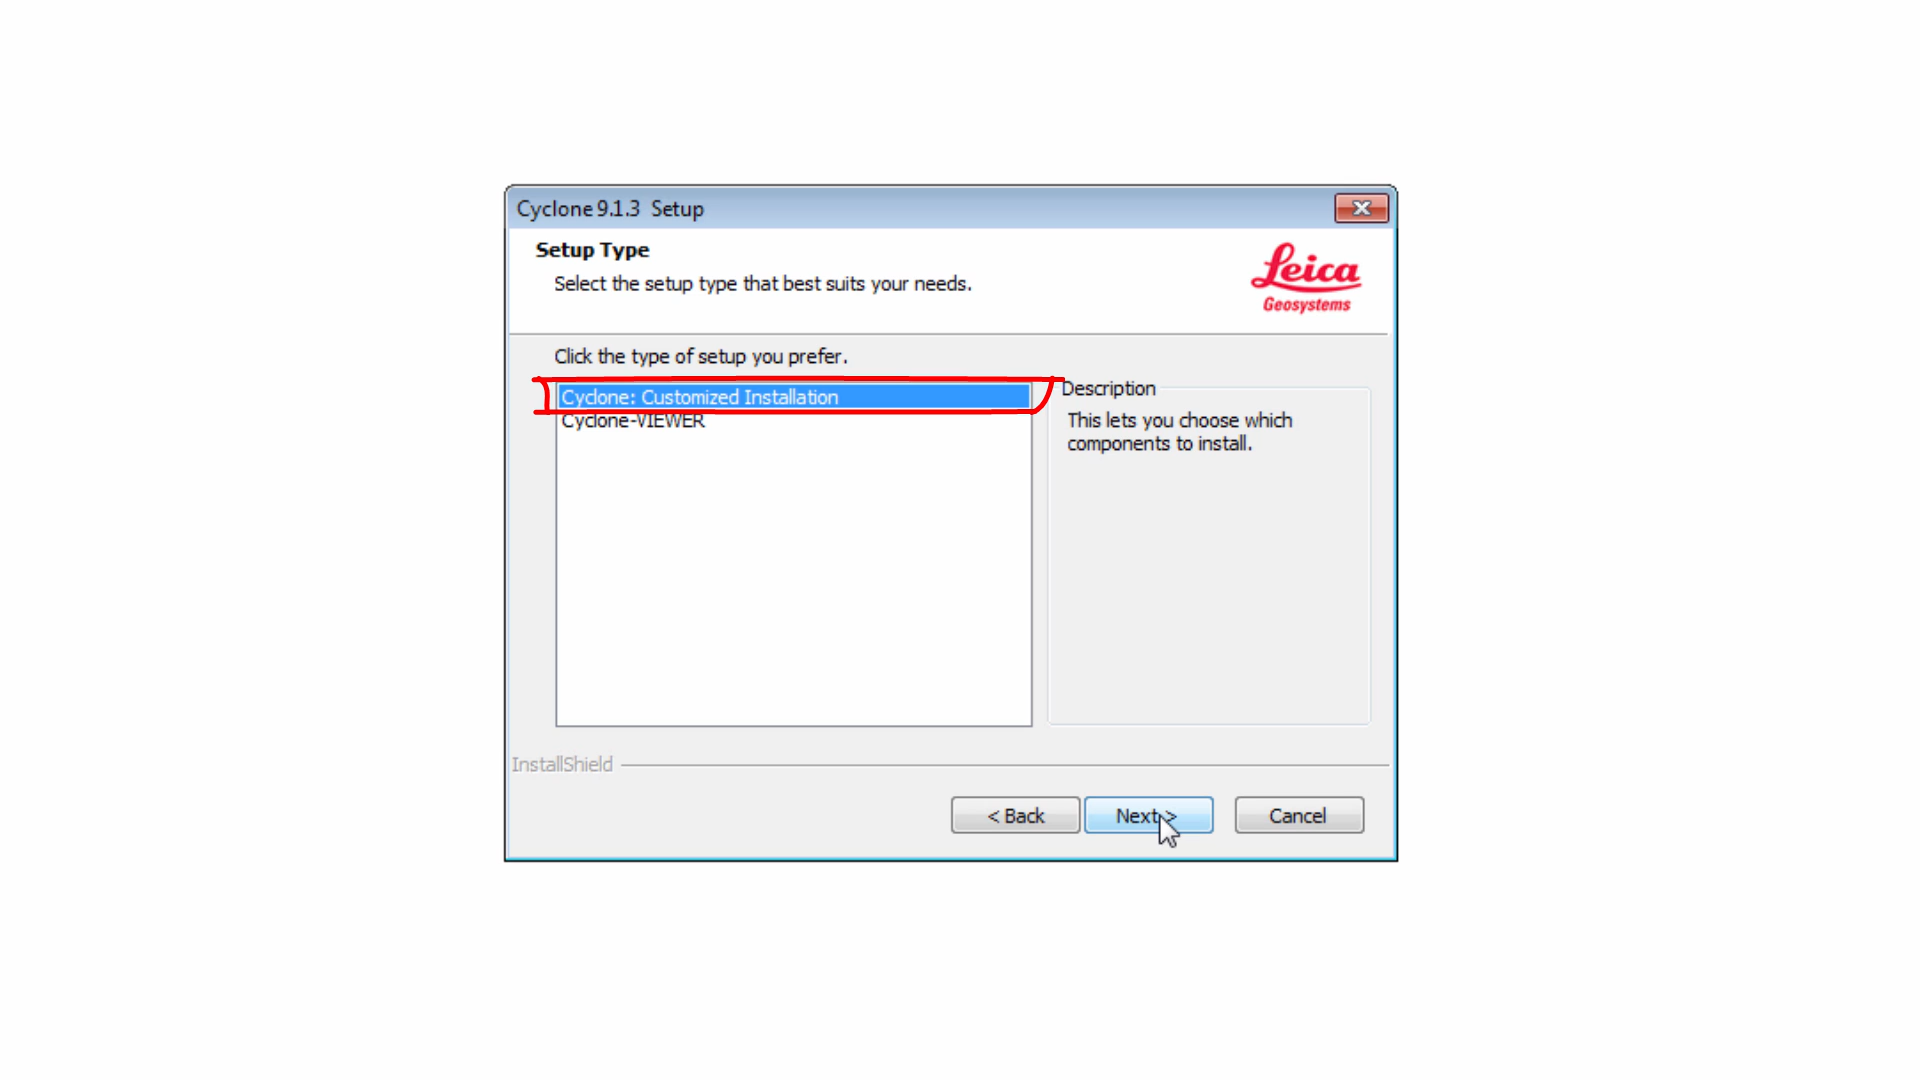 Cyclone 9.1.3 Setup
Setup Type
Select the setup type that best suits your needs.
Leica
Geosystems
Click the type of setup you prefer.
Cyclone: Customized Installation
Cyclone-VIEWER
Description
This lets you choose which
components to install.
InstallShield
< Back
Next >
Cancel